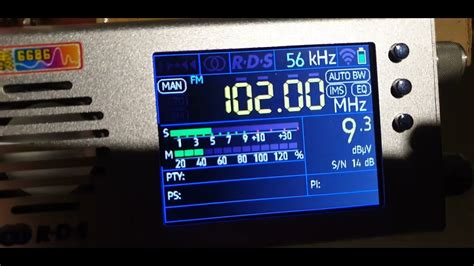 6686
R·D·S 56 kHz
MAN FM AUTO BW
102.00 IMS EQ
MHz
S 1 3 5 7 9 +10 +30
M 20 40 60 80 100 120 %
9.3
dBµV
S/N 14 dB
PTY:
PS: PI:
R·D·S